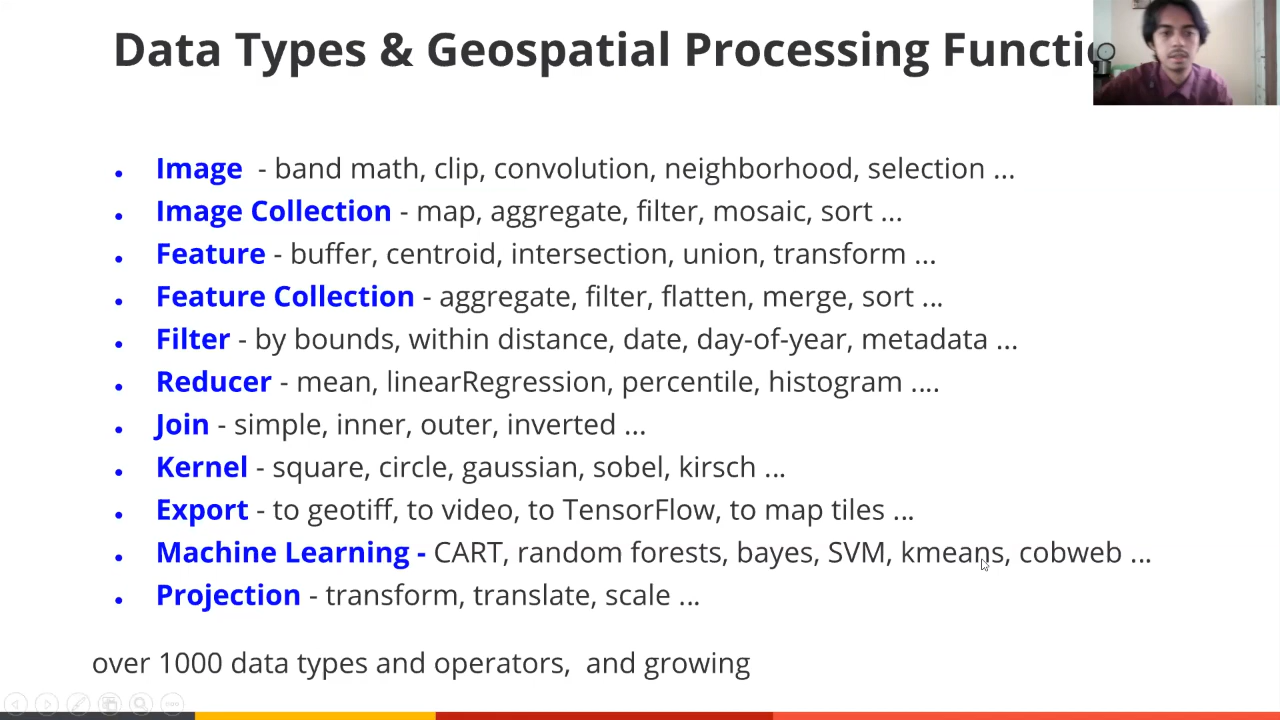 Data Types & Geospatial Processing Functi
• Image - band math, clip, convolution, neighborhood, selection ...
• Image Collection - map, aggregate, filter, mosaic, sort ...
• Feature - buffer, centroid, intersection, union, transform ...
• Feature Collection - aggregate, filter, flatten, merge, sort ...
• Filter - by bounds, within distance, date, day-of-year, metadata ...
• Reducer - mean, linearRegression, percentile, histogram ....
• Join - simple, inner, outer, inverted ...
• Kernel - square, circle, gaussian, sobel, kirsch ...
• Export - to geotiff, to video, to TensorFlow, to map tiles ...
• Machine Learning - CART, random forests, bayes, SVM, kmeans, cobweb ...
• Projection - transform, translate, scale ...
over 1000 data types and operators, and growing